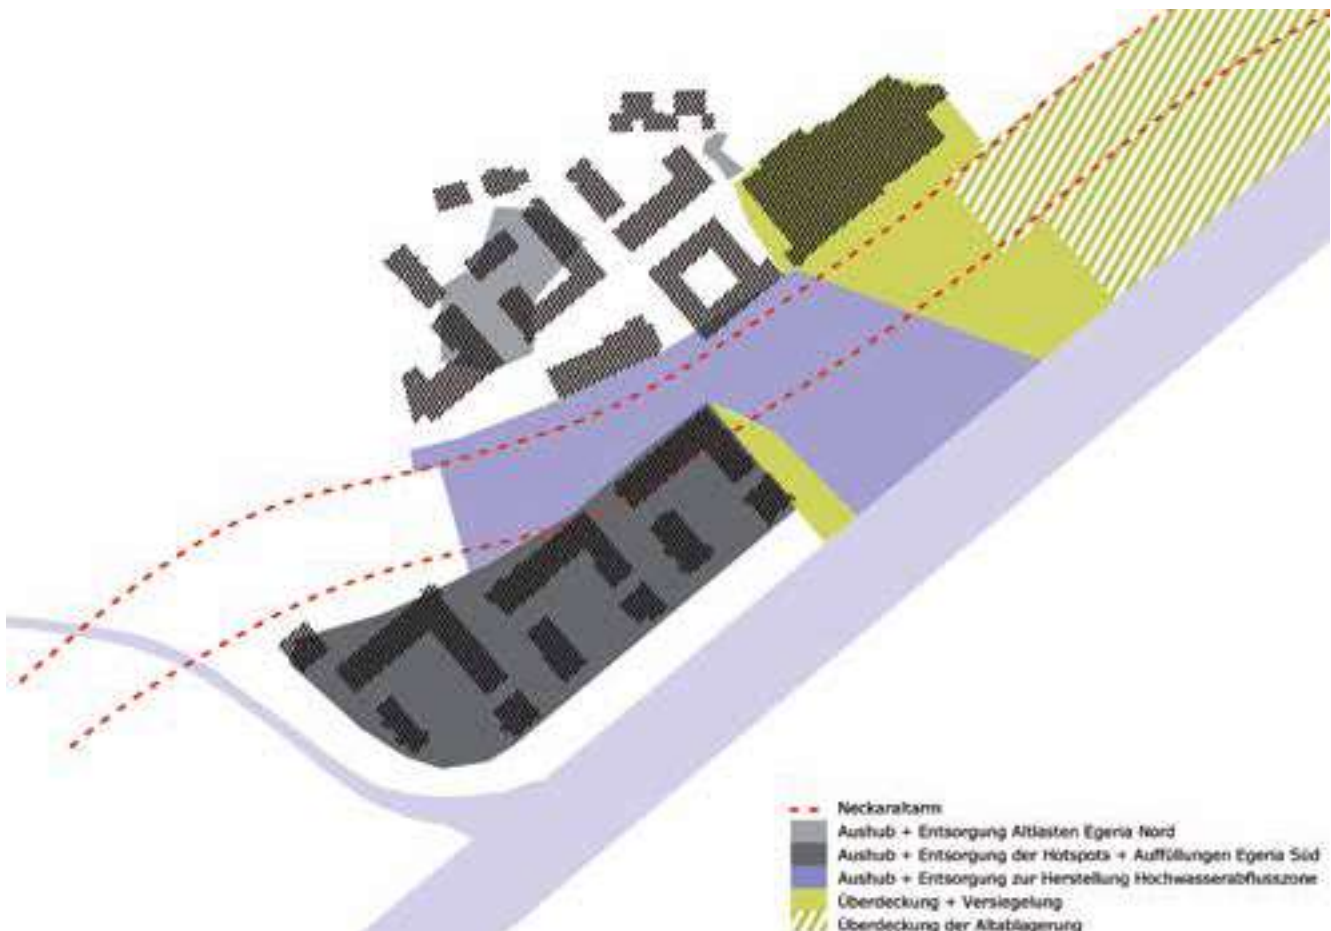 Neckaraltarm
Aushub + Entsorgung Altlasten Egeria Nord
Aushub + Entsorgung der Hotspots + Auffüllungen Egeria Süd
Aushub + Entsorgung zur Herstellung Hochwasserabflusszone
Überdeckung + Versiegelung
Überdeckung der Altablagerung